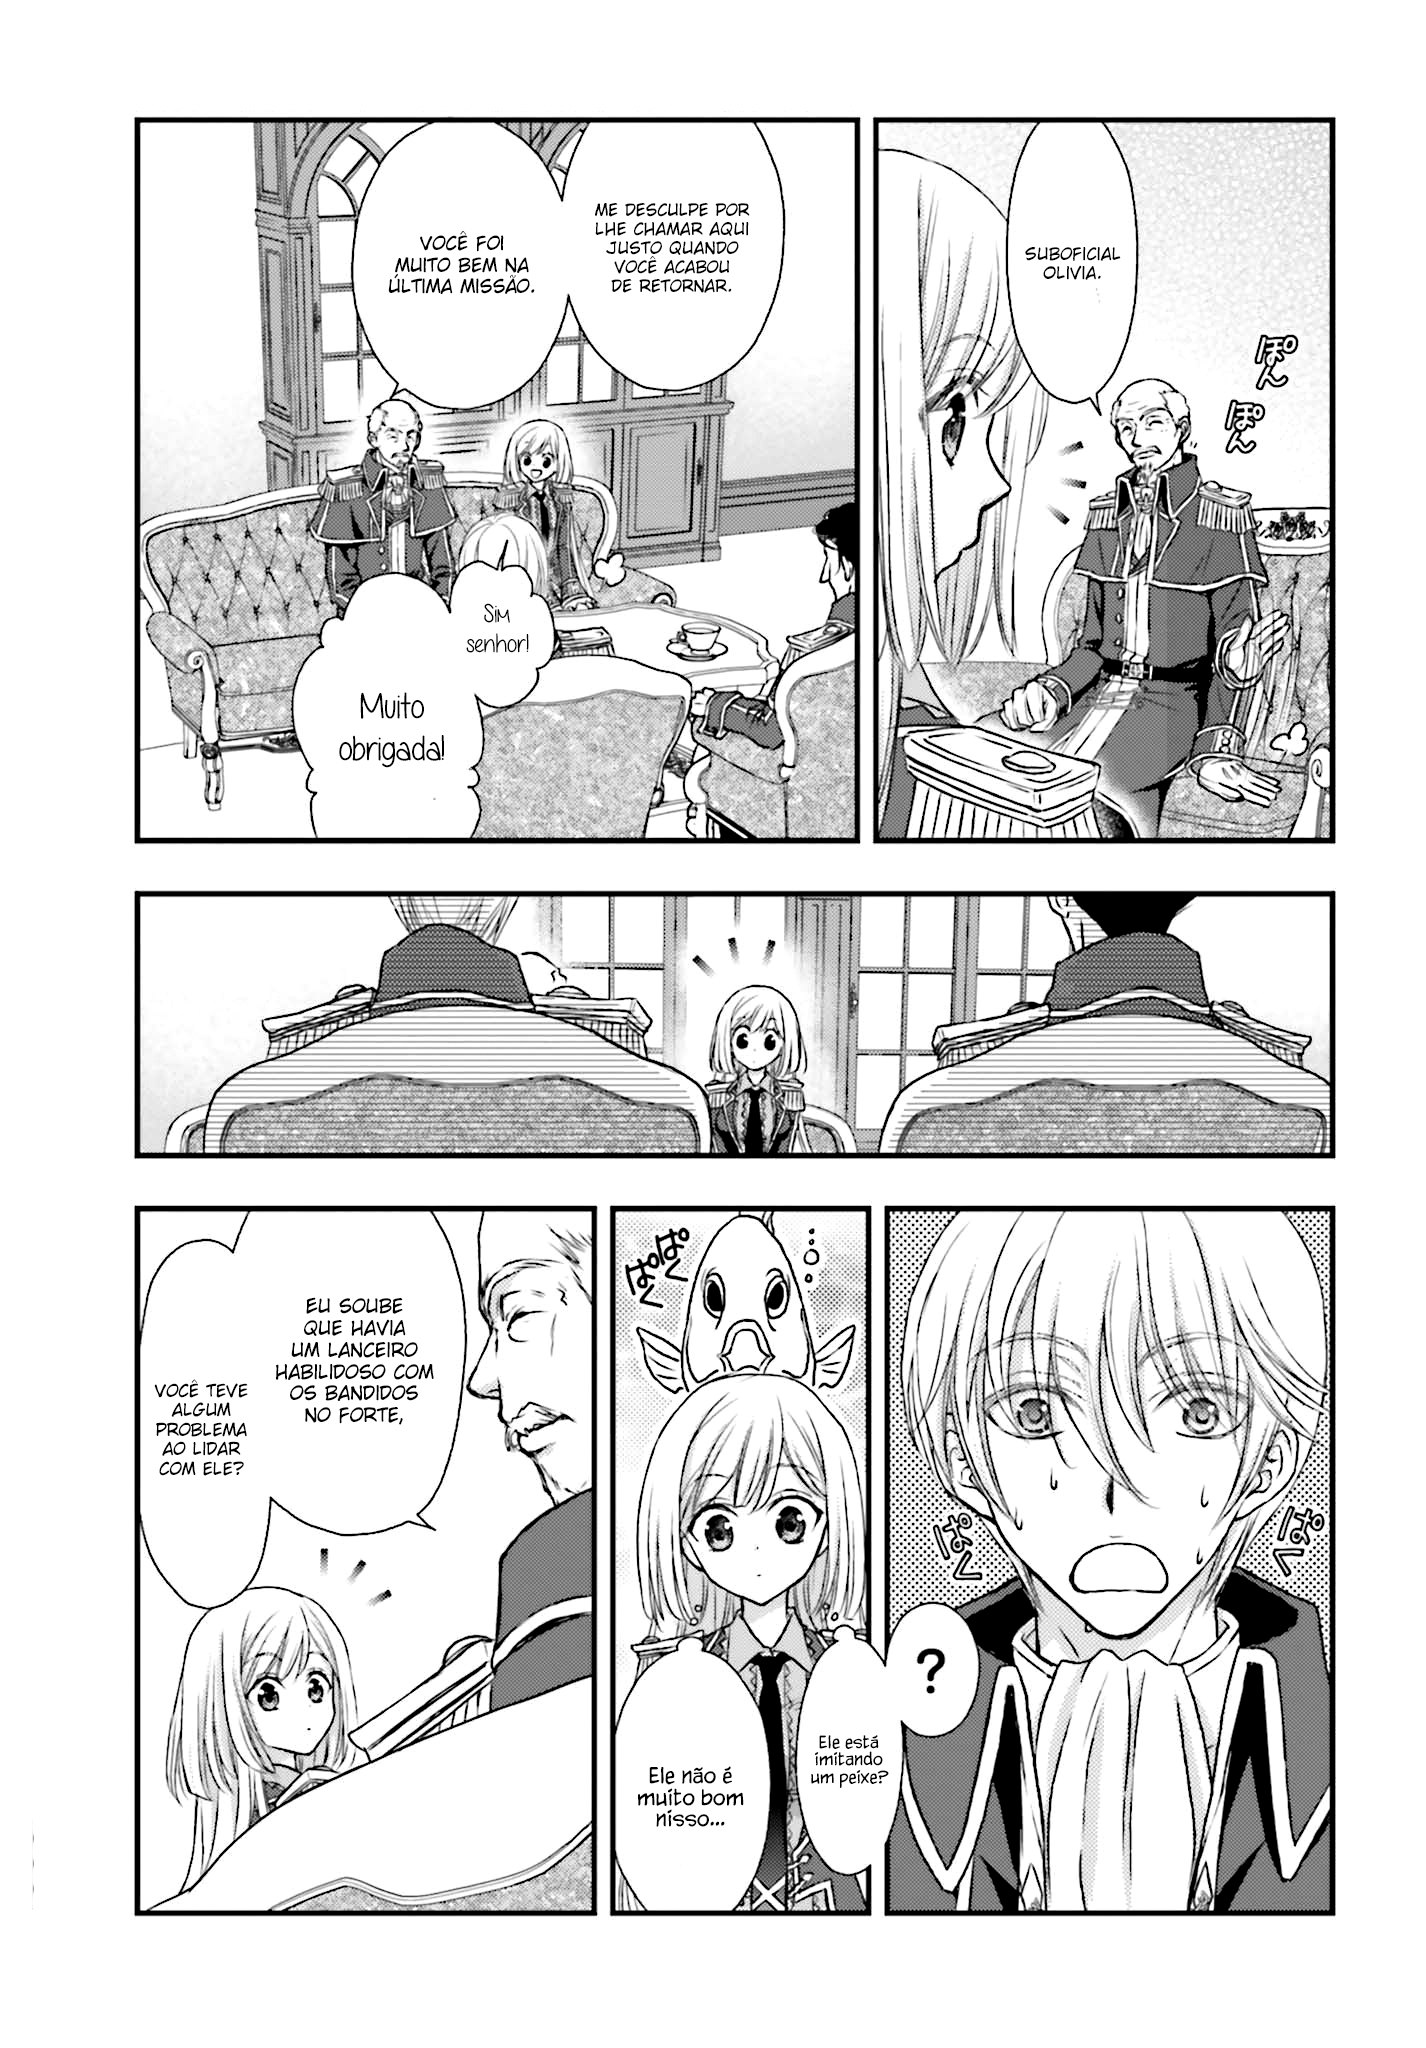 SUBOFICIAL
OLIVIA.
ぽん
ぽん
ME DESCULPE POR
LHE CHAMAR AQUI
JUSTO QUANDO
VOCÊ ACABOU
DE RETORNAR.
VOCÊ FOI
MUITO BEM NA
ÚLTIMA MISSÃO.
Sim
senhor!
Muito
obrigada!
ぱく
ぱく
?
Ele está
imitando
um peixe?
Ele não é
muito bom
nisso...
ぱく
ぱく
EU SOUBE
QUE HAVIA
UM LANCEIRO
HABILIDOSO COM
OS BANDIDOS
NO FORTE,
VOCÊ TEVE
ALGUM
PROBLEMA
AO LIDAR
COM ELE?